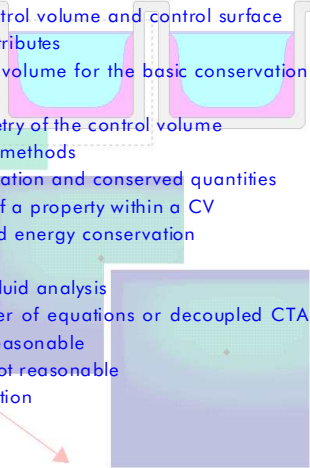 trol volume and control surface
ributes
volume for the basic conservation
etry of the control volume
methods
ation and conserved quantities
f a property within a CV
d energy conservation
luid analysis
er of equations or decoupled CTA
easonable
ot reasonable
tion